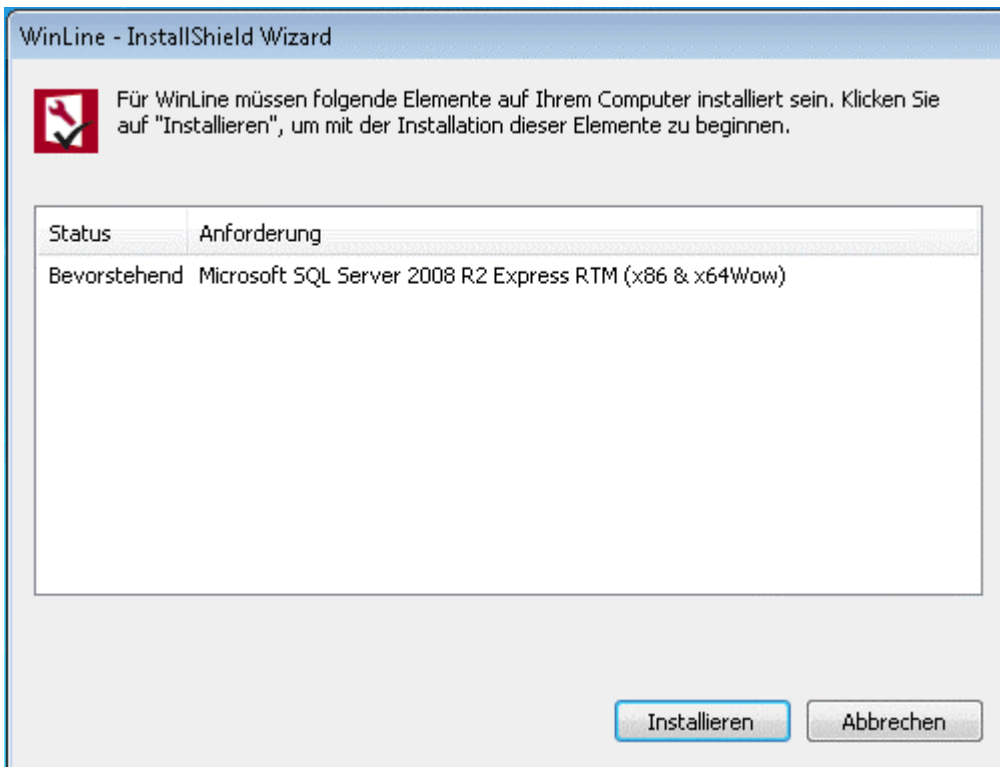 WinLine - InstallShield Wizard
Für WinLine müssen folgende Elemente auf Ihrem Computer installiert sein. Klicken Sie
auf "Installieren", um mit der Installation dieser Elemente zu beginnen.
Status Anforderung
Bevorstehend Microsoft SQL Server 2008 R2 Express RTM (x86 & x64Wow)
Installieren Abbrechen